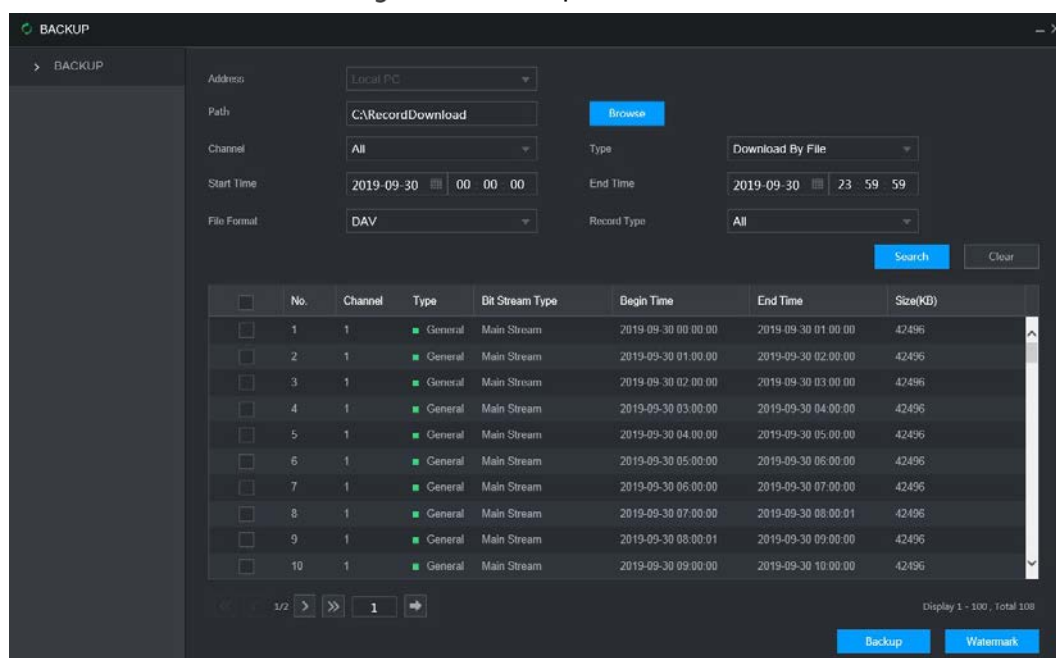 BACKUP
BACKUP
Address Local PC
Path C:\RecordDownload Browse
Channel All Type Download By File
Start Time 2019-09-30 00 00 00 End Time 2019-09-30 23 59 59
File Format DAV Record Type All
Search Clear
No. Channel Type Bit Stream Type Begin Time End Time Size(KB)
1 1 General Main Stream 2019-09-30 00:00:00 2019-09-30 01:00:00 42496
2 1 General Main Stream 2019-09-30 01:00:00 2019-09-30 02:00:00 42496
3 1 General Main Stream 2019-09-30 02:00:00 2019-09-30 03:00:00 42496
4 1 General Main Stream 2019-09-30 03:00:00 2019-09-30 04:00:00 42496
5 1 General Main Stream 2019-09-30 04:00:00 2019-09-30 05:00:00 42496
6 1 General Main Stream 2019-09-30 05:00:00 2019-09-30 06:00:00 42496
7 1 General Main Stream 2019-09-30 06:00:00 2019-09-30 07:00:00 42496
8 1 General Main Stream 2019-09-30 07:00:00 2019-09-30 08:00:01 42496
9 1 General Main Stream 2019-09-30 08:00:01 2019-09-30 09:00:00 42496
10 1 General Main Stream 2019-09-30 09:00:00 2019-09-30 10:00:00 42496
1/2 1 Display 1 - 100 , Total 108
Backup Watermark